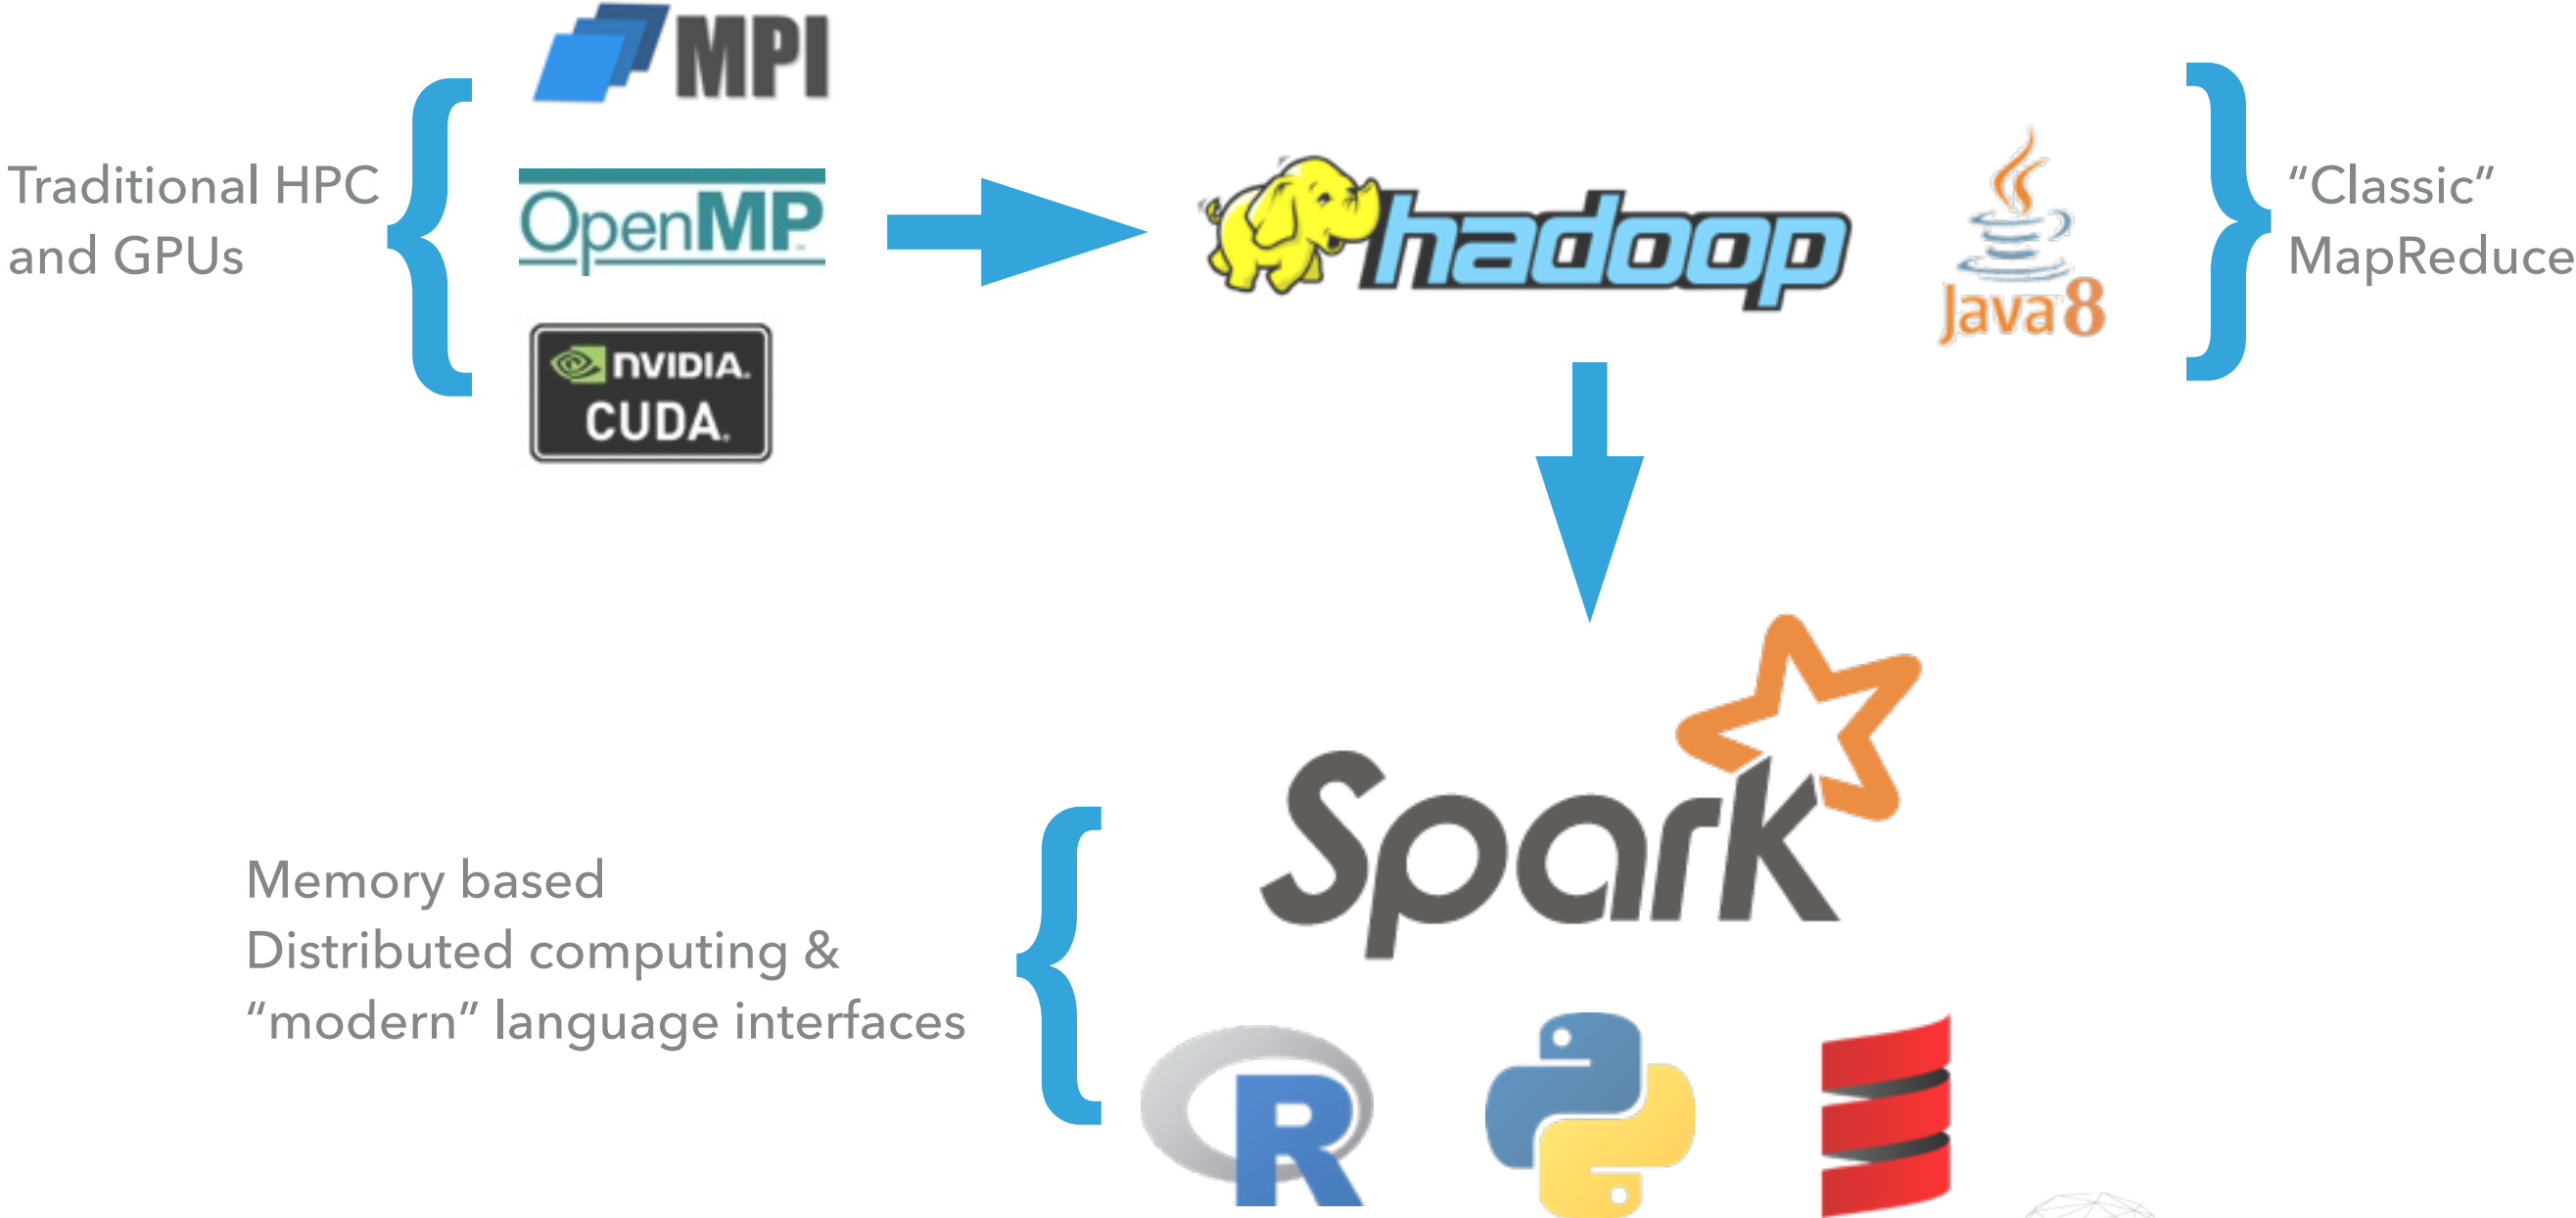 MPI
Traditional HPC
and GPUs
OpenMP
nVIDIA.
CUDA.
hadoop
Java 8
“Classic”
MapReduce
Spark
Memory based
Distributed computing &
“modern” language interfaces
R